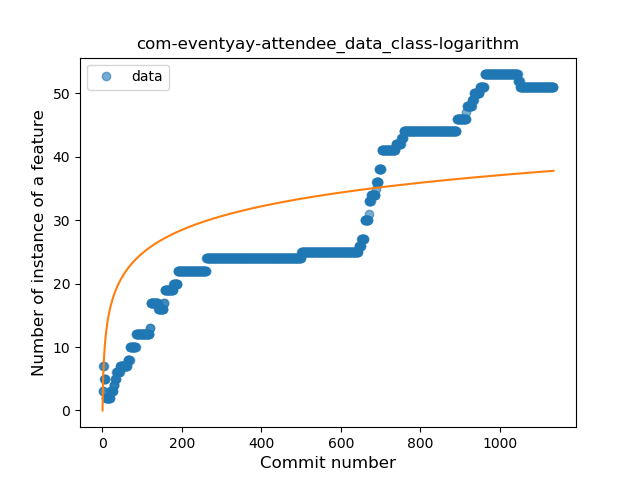 com-eventyay-attendee_data_class-logarithm
data
Number of instance of a feature
50
40
30
20
10
0
0 200 400 600 800 1000
Commit number